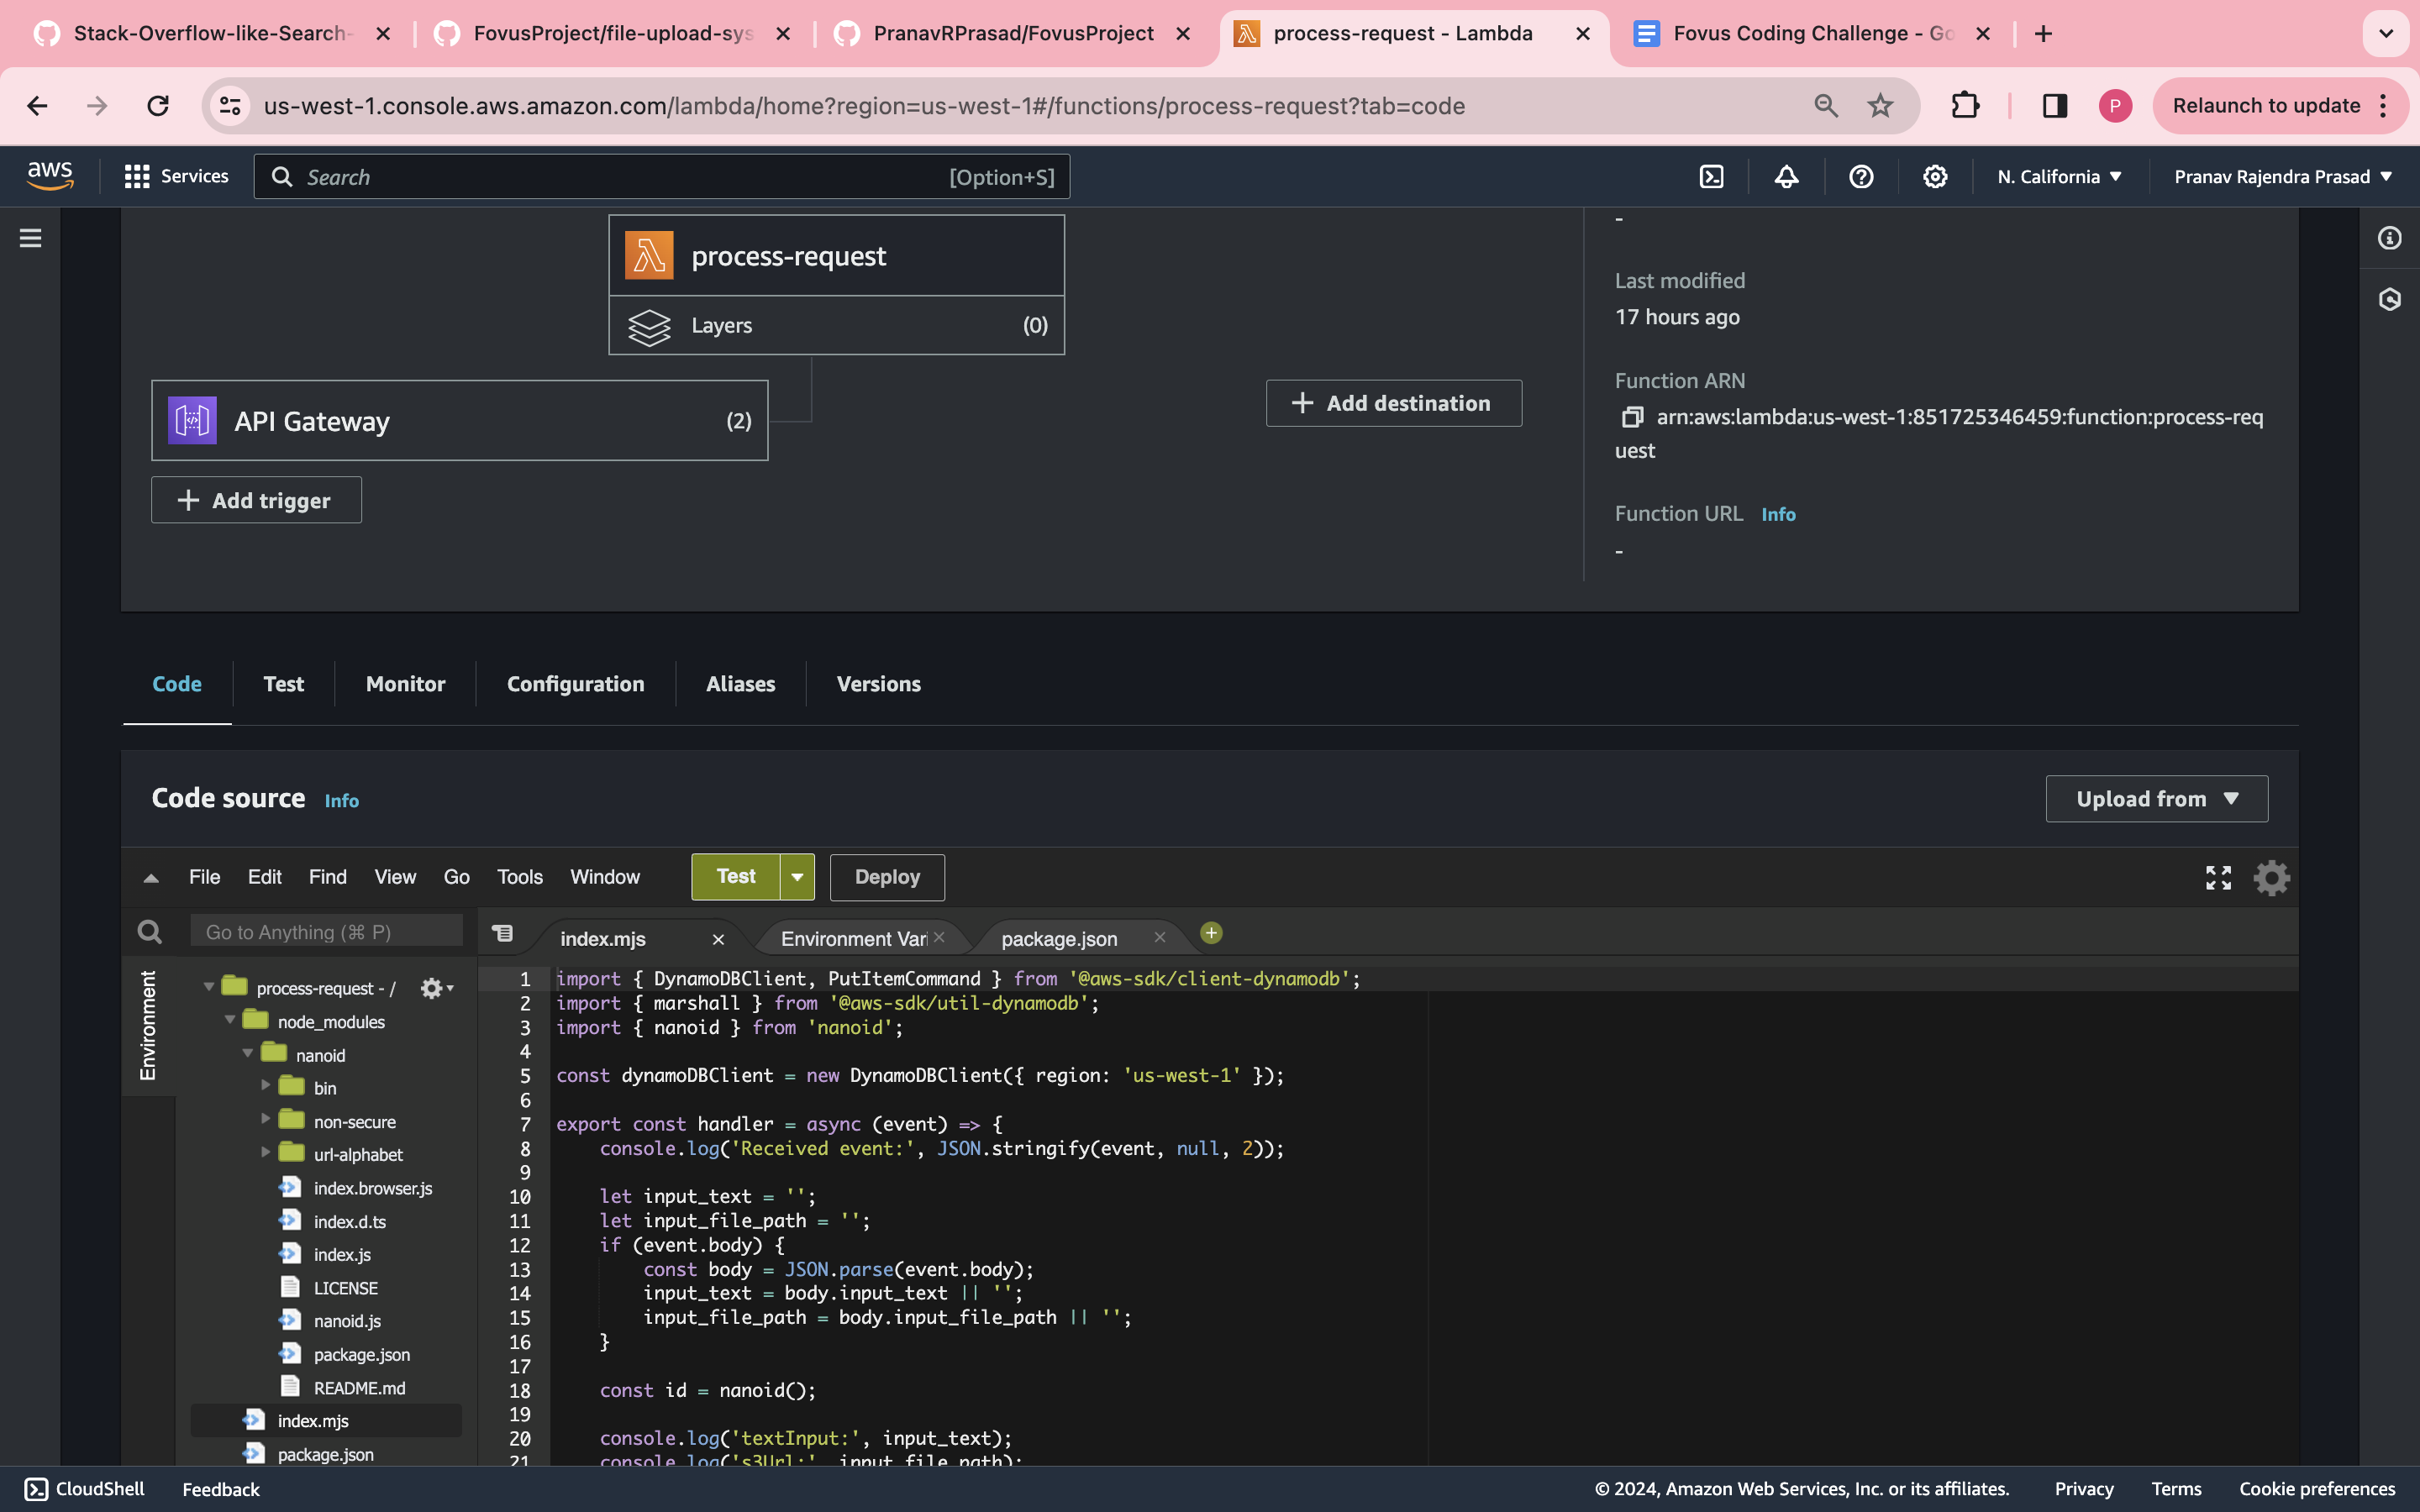 Stack-Overflow-like-Search-
FovusProject/file-upload-sys
PranavRPrasad/FovusProject
process-request - Lambda
Fovus Coding Challenge - Go
us-west-1.console.aws.amazon.com/lambda/home?region=us-west-1#/functions/process-request?tab=code
P
Relaunch to update
aws
Services
Search
[Option+S]
N. California
Pranav Rajendra Prasad
process-request
Layers
(0)
API Gateway
(2)
Add trigger
Add destination
-
Last modified
17 hours ago
Function ARN
arn:aws:lambda:us-west-1:851725346459:function:process-req
uest
Function URL Info
-
Code Test Monitor Configuration Aliases Versions
Code source Info
Upload from
File Edit Find View Go Tools Window
Test
Deploy
Go to Anything (⌘ P)
index.mjs
Environment Vari
package.json
Environment
process-request - /
node_modules
nanoid
bin
non-secure
url-alphabet
index.browser.js
index.d.ts
index.js
LICENSE
nanoid.js
package.json
README.md
index.mjs
package.json
1 import { DynamoDBClient, PutItemCommand } from '@aws-sdk/client-dynamodb';
2 import { marshall } from '@aws-sdk/util-dynamodb';
3 import { nanoid } from 'nanoid';
4
5 const dynamoDBClient = new DynamoDBClient({ region: 'us-west-1' });
6
7 export const handler = async (event) => {
8 console.log('Received event:', JSON.stringify(event, null, 2));
9
10 let input_text = '';
11 let input_file_path = '';
12 if (event.body) {
13 const body = JSON.parse(event.body);
14 input_text = body.input_text || '';
15 input_file_path = body.input_file_path || '';
16 }
17
18 const id = nanoid();
19
20 console.log('textInput:', input_text);
21 console.log('s3Url:', input_file_path);
CloudShell
Feedback
© 2024, Amazon Web Services, Inc. or its affiliates.
Privacy
Terms
Cookie preferences